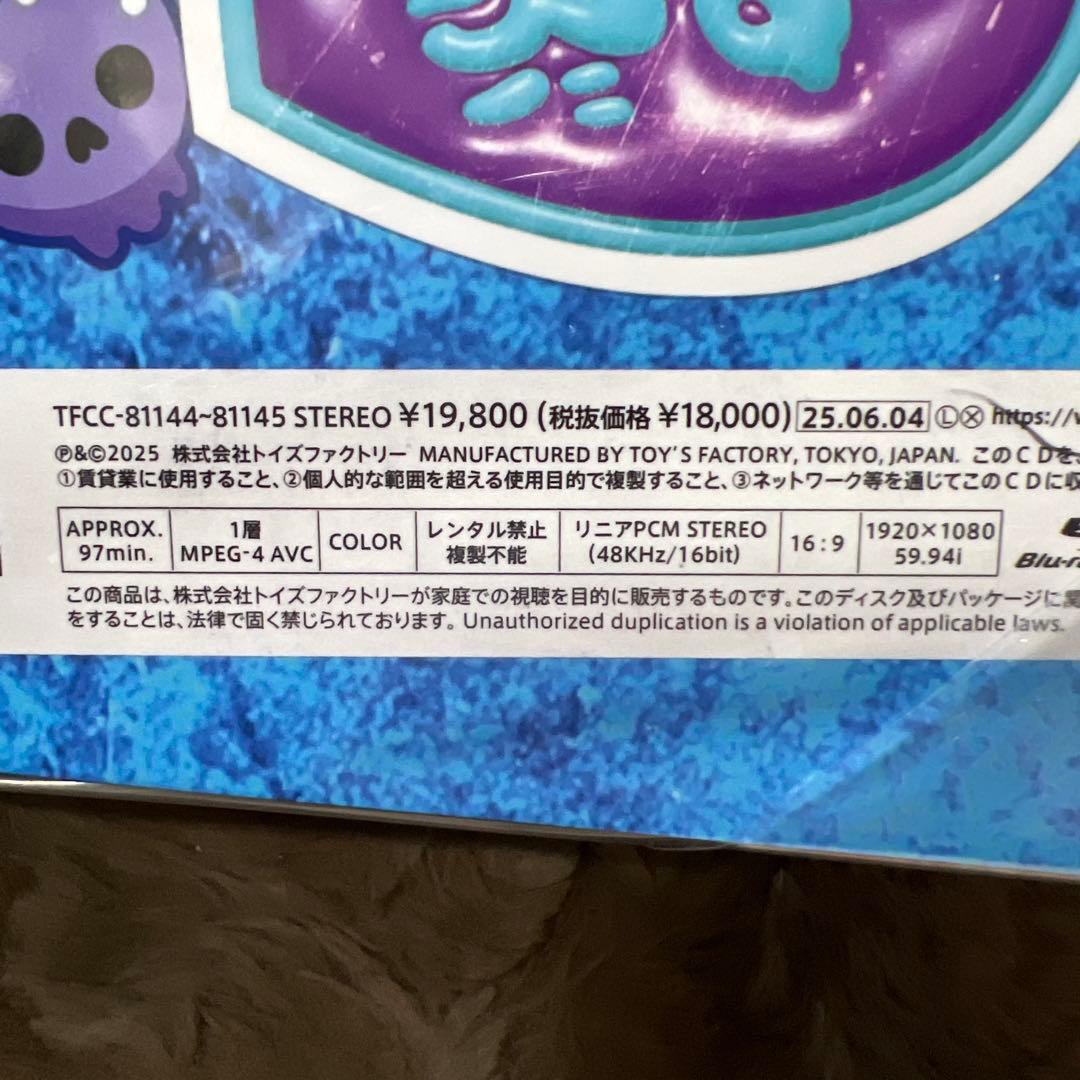 TFCC-81144~81145 STEREO ¥19,800 (税抜価格 ¥18,000) 25.06.04 Ⓛ Ⓧ https://
Ⓟ&©2025 株式会社トイズファクトリー MANUFACTURED BY TOY'S FACTORY, TOKYO, JAPAN. このCDを、
①賃貸業に使用すること、②個人的な範囲を超える使用目的で複製すること、③ネットワーク等を通じてこのCDに収
APPROX. 97min.
1層 MPEG-4 AVC
COLOR
レンタル禁止 複製不能
リニアPCM STEREO (48KHz/16bit)
16:9
1920×1080 59.94i
Blu-r
この商品は、株式会社トイズファクトリーが家庭での視聴を目的に販売するものです。このディスク及びパッケージに
をすることは、法律で固く禁じられております。Unauthorized duplication is a violation of applicable laws.